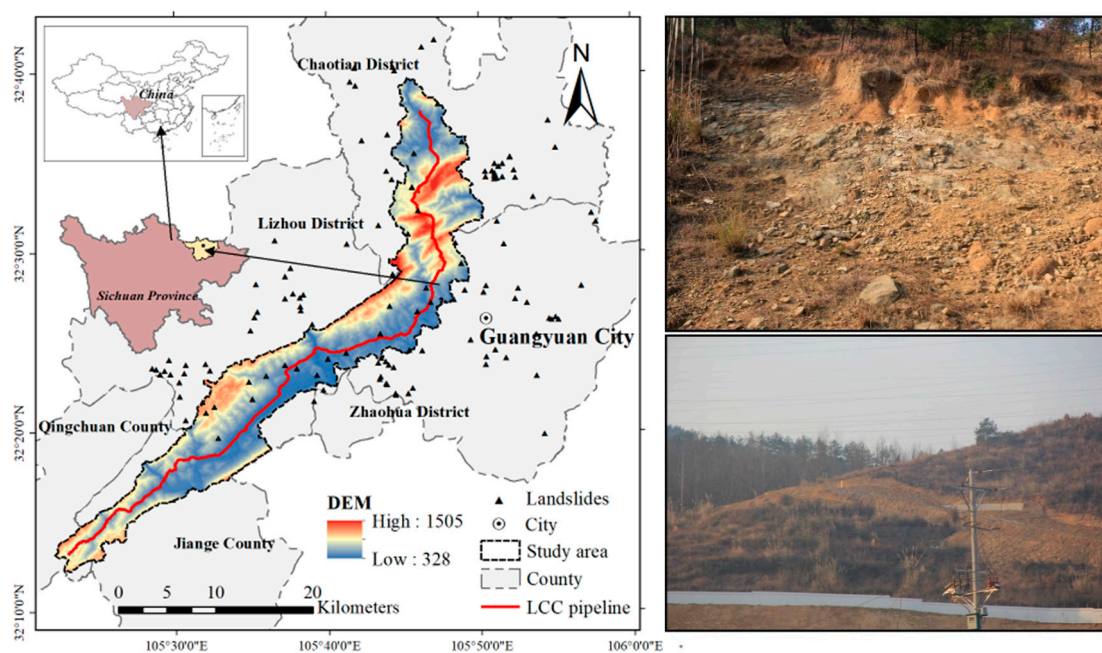 China
Chaotian District
N
Lizhou District
Sichuan Province
Guangyuan City
Zhaohua District
Qingchuan County
Jiange County
DEM
High : 1505
Low : 328
Landslides
City
Study area
County
LCC pipeline
0 5 10 20
Kilometers
32°40'0"N
32°30'0"N
32°20'0"N
32°10'0"N
105°30'0"E
105°40'0"E
105°50'0"E
106°0'0"E